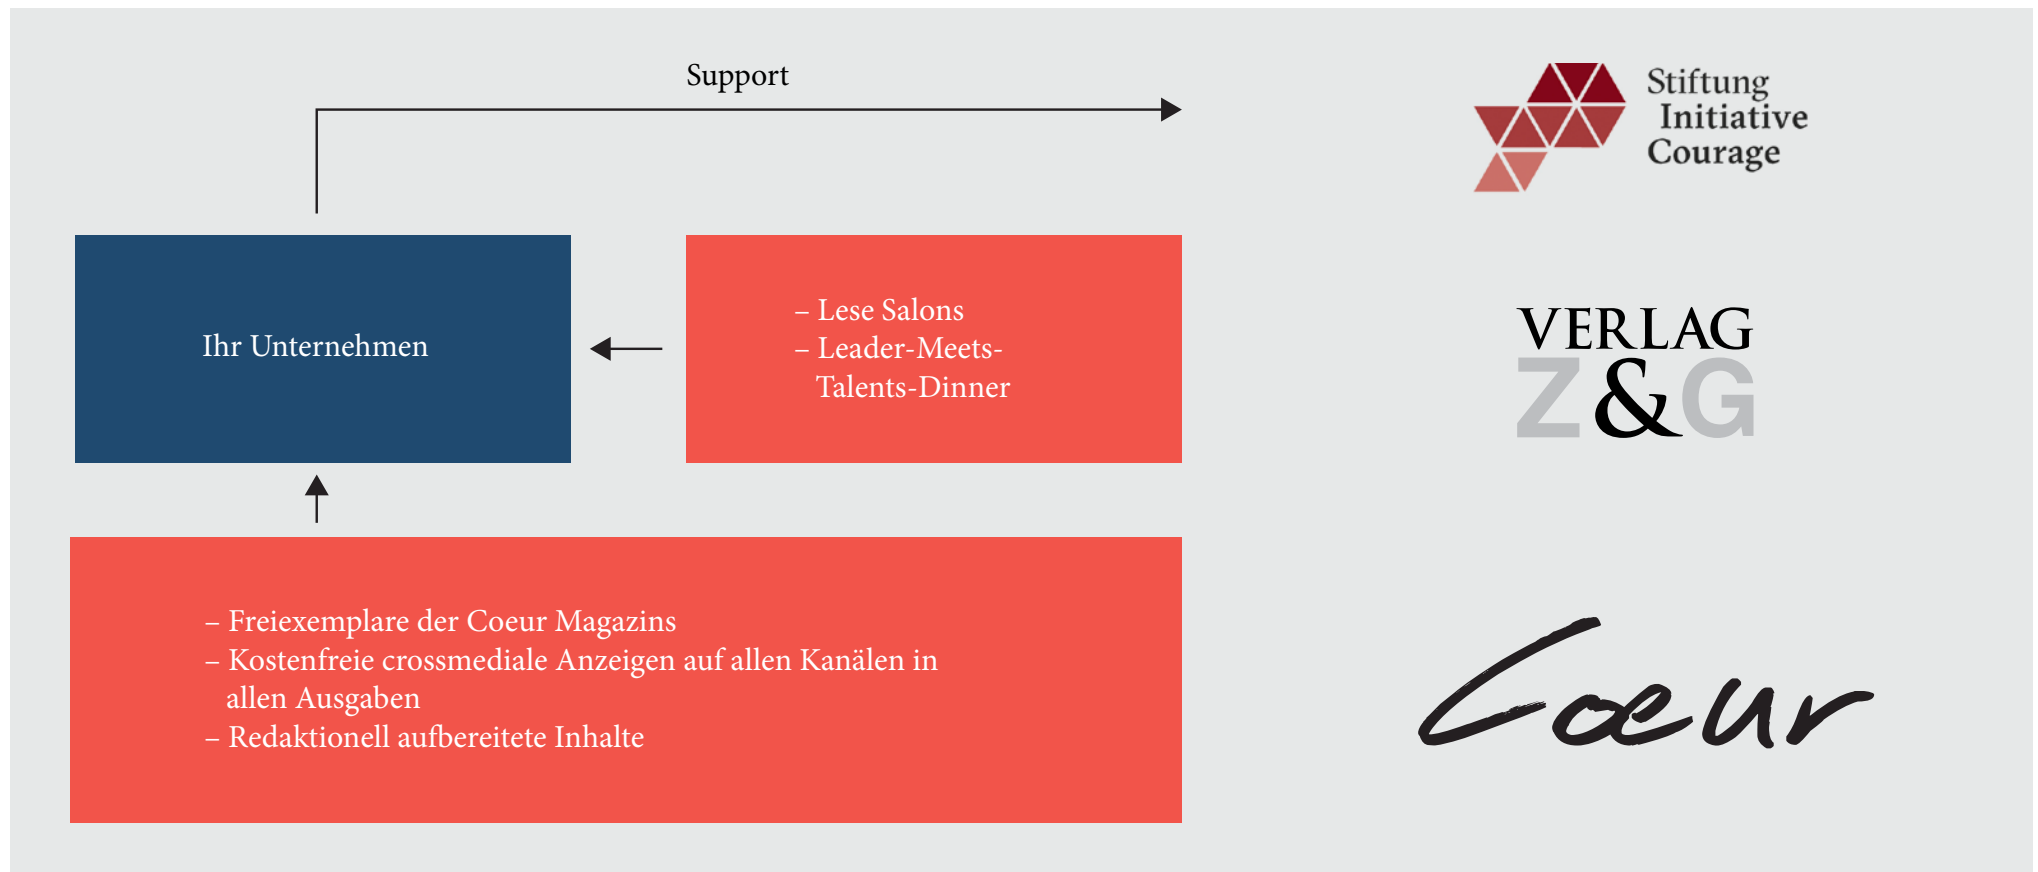 Support
Stiftung
Initiative
Courage
Ihr Unternehmen
– Lese Salons
– Leader-Meets-
Talents-Dinner
VERLAG
Z&G
– Freiexemplare der Coeur Magazins
– Kostenfreie crossmediale Anzeigen auf allen Kanälen in
allen Ausgaben
– Redaktionell aufbereitete Inhalte
Coeur